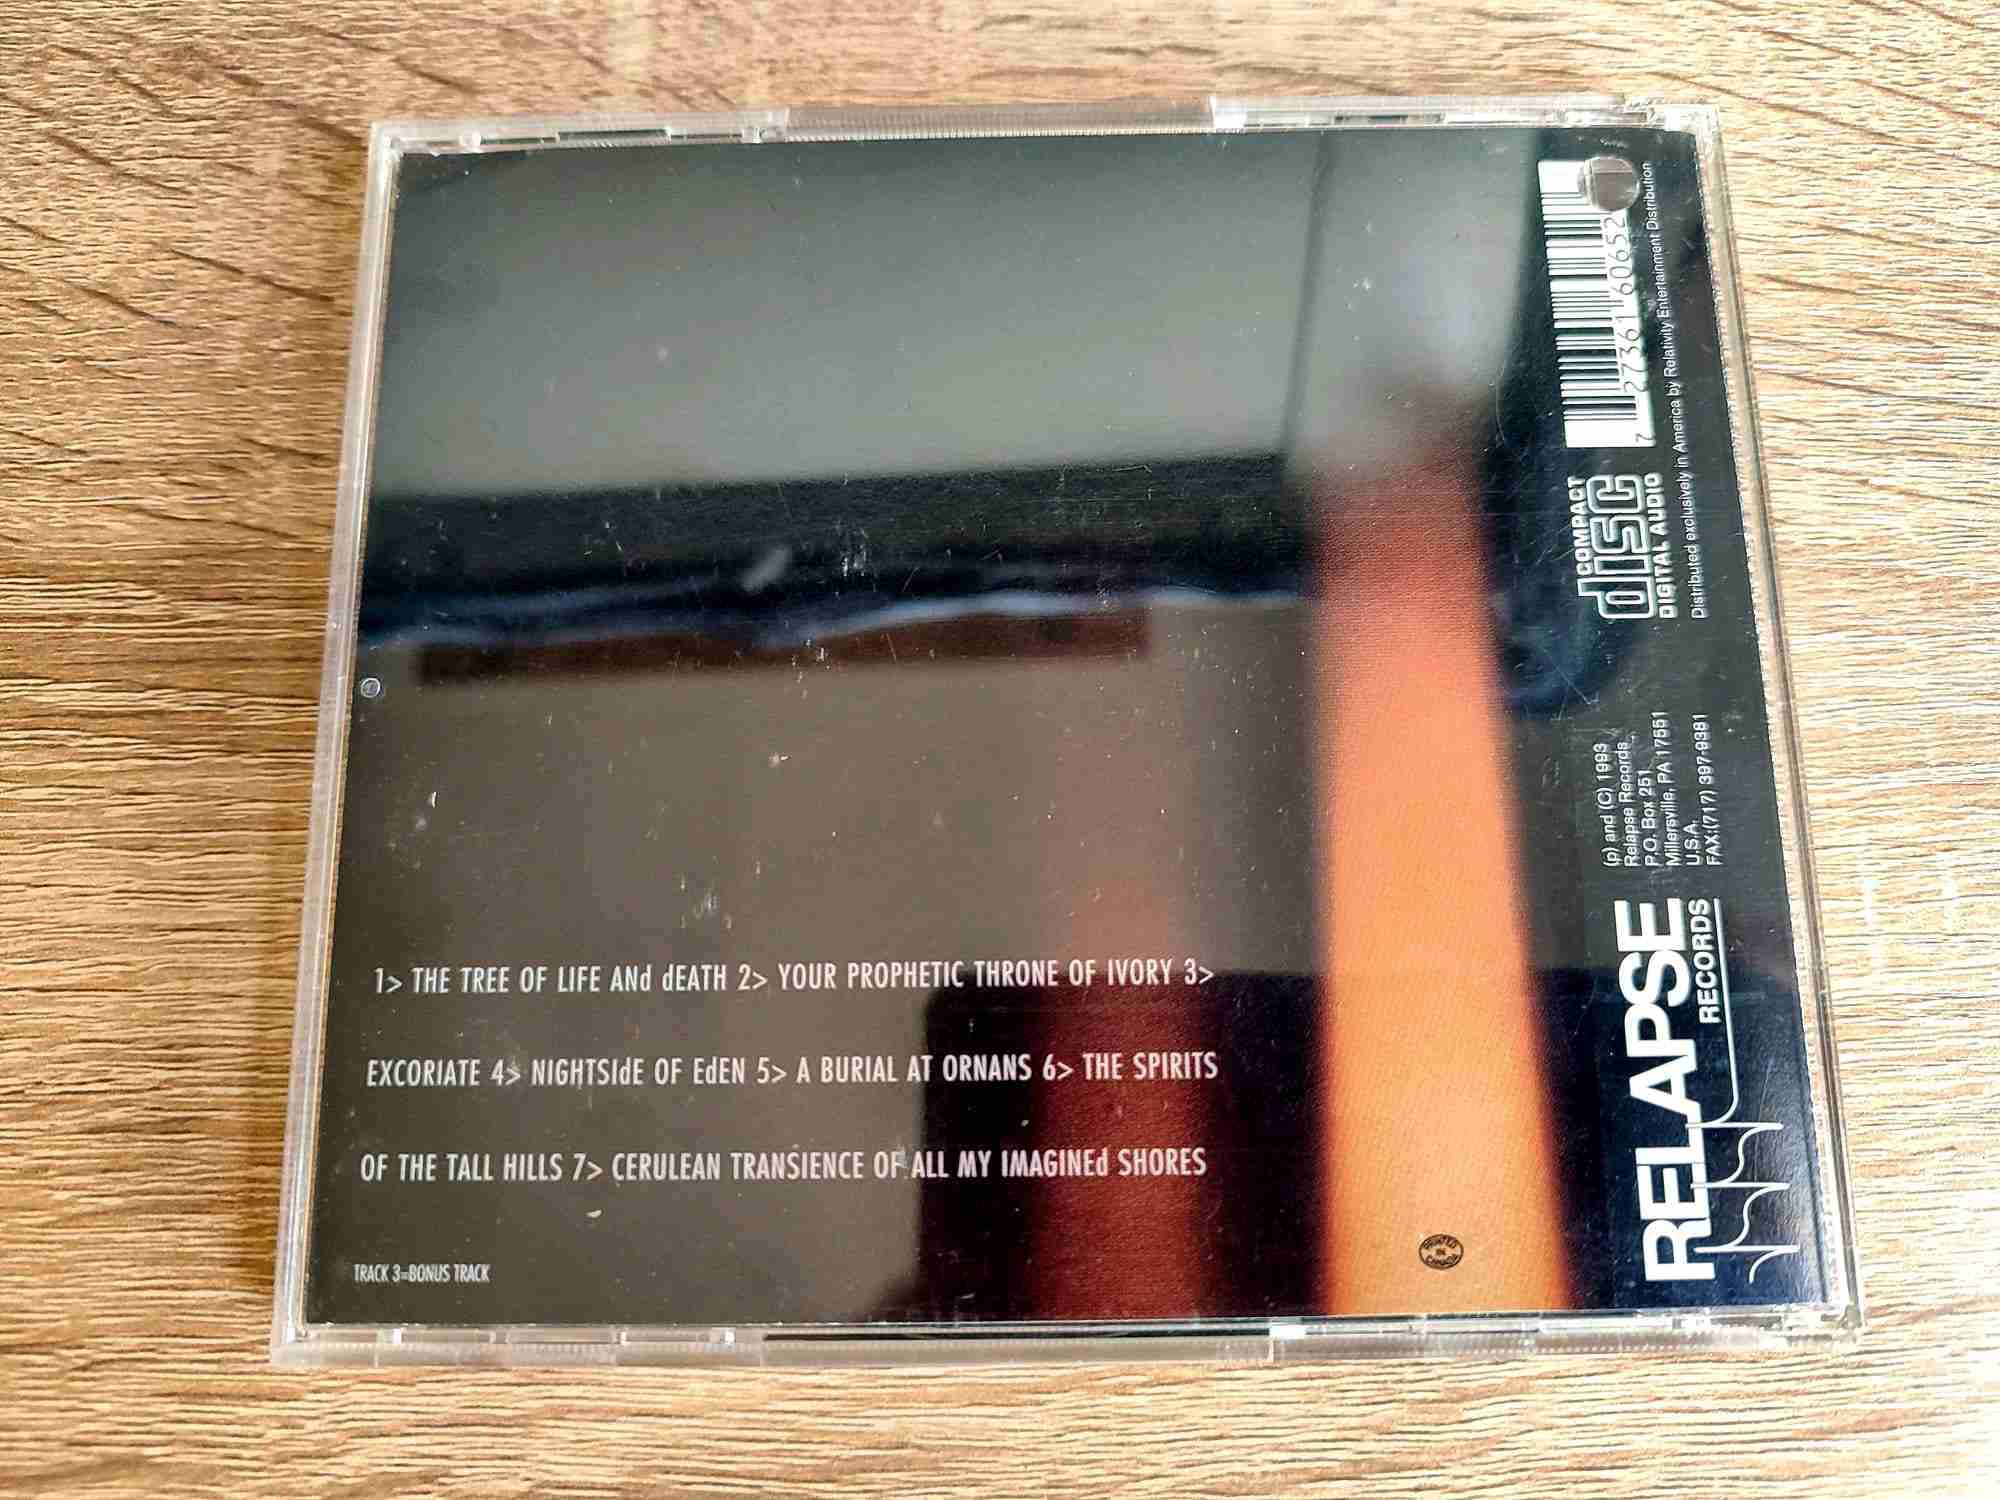 1> THE TREE OF LIFE ANd dEATH 2> YOUR PROPHETIC THRONE OF IVORY 3>
EXCORIATE 4> NIGHTSIdE OF EdEN 5> A BURIAL AT ORNANS 6> THE SPIRITS
OF THE TALL HILLS 7> CERULEAN TRANSIENCE OF ALL MY IMAGINEd SHORES
TRACK 3=BONUS TRACK
PRINTED
IN
CANADA
RELAPSE
RECORDS
(p) and (C) 1993
Relapse Records
P.O. Box 251
Millersville, PA 17551
U.S.A.
FAX:(717) 397-9381
COMPACT
disc
DIGITAL AUDIO
7 27361 60652
Distributed exclusively in America by Relativity Entertainment Distribution